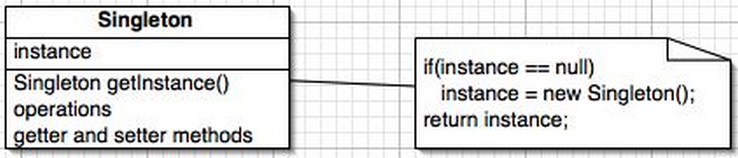 Singleton
instance
Singleton getInstance()
operations
getter and setter methods
if(instance == null)
instance = new Singleton();
return instance;